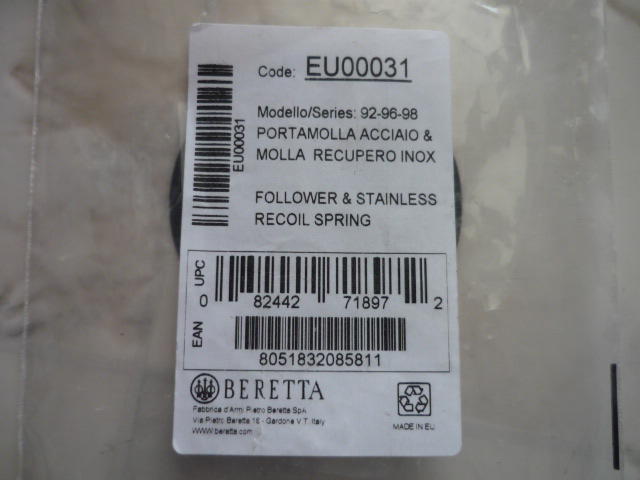 Code: EU00031
EU00031
Modello/Series: 92-96-98
PORTAMOLLA ACCIAIO &
MOLLA RECUPERO INOX
FOLLOWER & STAINLESS
RECOIL SPRING
UPC
0 82442 71897 2
EAN
8051832085811
BERETTA
Fabbrica d'Armi Pietro Beretta SpA
Via Pietro Beretta 18 - Gardone V.T. Italy
WWW.beretta.com
MADE IN EU